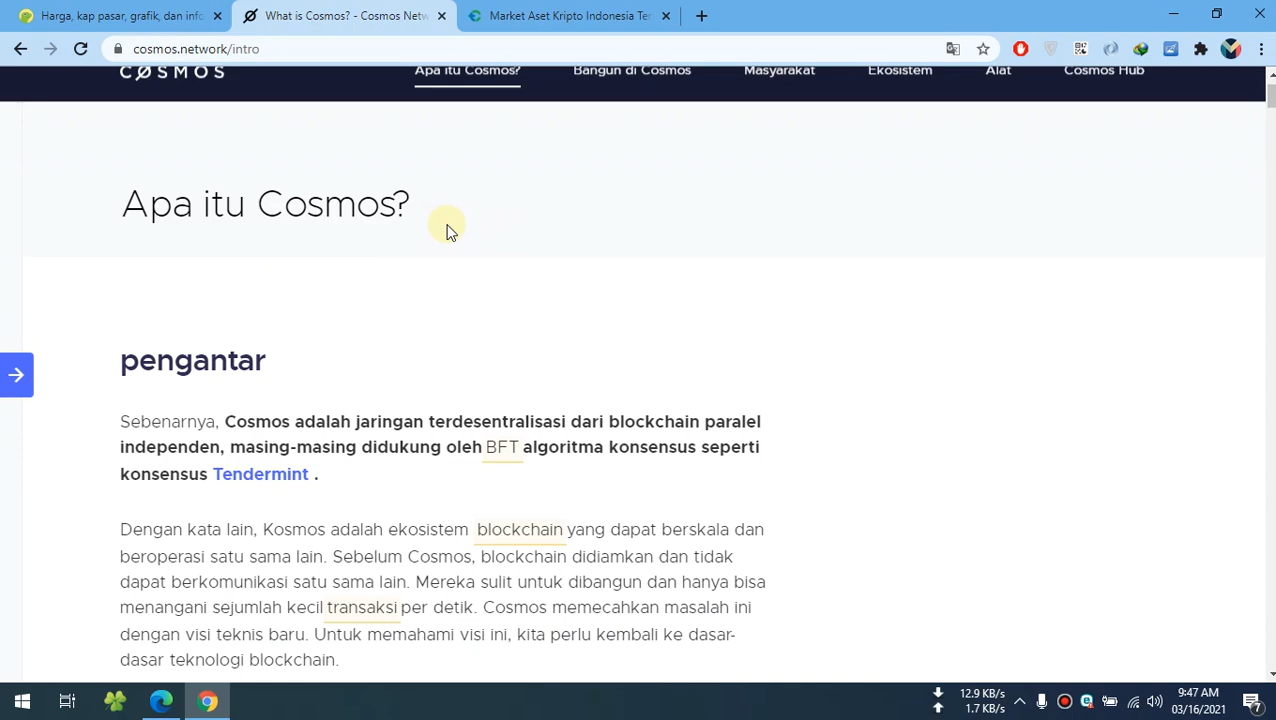 Harga, kap pasar, grafik, dan info
What is Cosmos? - Cosmos Netw
Market Aset Kripto Indonesia Ter
cosmos.network/intro
COSMOS
Apa itu Cosmos?
Bangun di Cosmos
Masyarakat
Ekosistem
Alat
Cosmos Hub
Apa itu Cosmos?
pengantar
Sebenarnya, Cosmos adalah jaringan terdesentralisasi dari blockchain paralel
independen, masing-masing didukung oleh BFT algoritma konsensus seperti
konsensus Tendermint .
Dengan kata lain, Kosmos adalah ekosistem blockchain yang dapat berskala dan
beroperasi satu sama lain. Sebelum Cosmos, blockchain didiamkan dan tidak
dapat berkomunikasi satu sama lain. Mereka sulit untuk dibangun dan hanya bisa
menangani sejumlah kecil transaksi per detik. Cosmos memecahkan masalah ini
dengan visi teknis baru. Untuk memahami visi ini, kita perlu kembali ke dasar-
dasar teknologi blockchain.
12.9 KB/s
1.7 KB/s
9:47 AM
03/16/2021
7